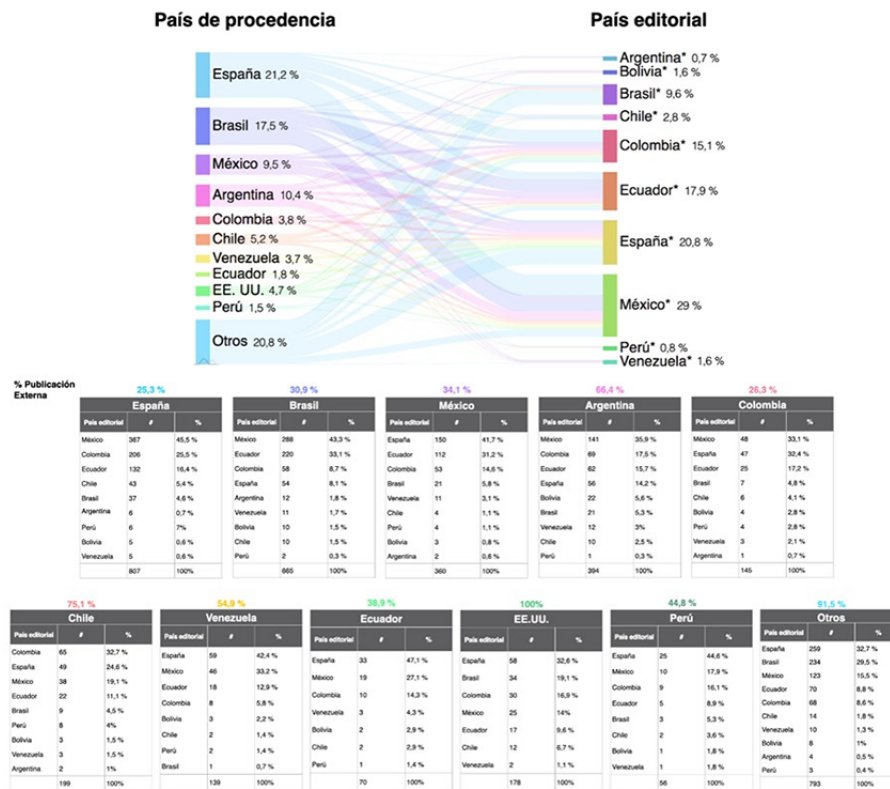 País de procedencia
País editorial
España 21,2 %
Brasil 17,5 %
México 9,5 %
Argentina 10,4 %
Colombia 3,8 %
Chile 5,2 %
Venezuela 3,7 %
Ecuador 1,8 %
EE. UU. 4,7 %
Perú 1,5 %
Otros 20,8 %
Argentina* 0,7 %
Bolivia* 1,6 %
Brasil* 9,6 %
Chile* 2,8 %
Colombia* 15,1 %
Ecuador* 17,9 %
España* 20,8 %
México* 29 %
Perú* 0,8 %
Venezuela* 1,6 %
% Publicación
Externa
25,3 %
España
País editorial # %
México 367 45,5 %
Colombia 206 25,5 %
Ecuador 132 16,4 %
Chile 43 5,4 %
Brasil 37 4,6 %
Argentina 6 0,7 %
Perú 6 7%
Bolivia 5 0,6 %
Venezuela 5 0,6 %
807 100%
30,9 %
Brasil
País editorial # %
México 288 43,3 %
Ecuador 220 33,1 %
Colombia 58 8,7 %
España 54 8,1 %
Argentina 12 1,8 %
Venezuela 11 1,7 %
Bolivia 10 1,5 %
Chile 10 1,5 %
Perú 2 0,3 %
665 100%
34,1 %
México
País editorial # %
España 150 41,7 %
Ecuador 112 31,2 %
Colombia 53 14,6 %
Brasil 21 5,8 %
Venezuela 11 3,1 %
Chile 4 1,1 %
Perú 4 1,1 %
Bolivia 3 0,8 %
Argentina 2 0,6 %
360 100%
66,4 %
Argentina
País editorial # %
México 141 35,9 %
Colombia 69 17,5 %
Ecuador 62 15,7 %
España 56 14,2 %
Bolivia 22 5,6 %
Brasil 21 5,3 %
Venezuela 12 3%
Chile 10 2,5 %
Perú 1 0,3 %
394 100%
26,3 %
Colombia
País editorial # %
México 48 33,1 %
España 47 32,4 %
Ecuador 25 17,2 %
Brasil 7 4,8 %
Chile 6 4,1 %
Bolivia 4 2,8 %
Perú 4 2,8 %
Venezuela 3 2,1 %
Argentina 1 0,7 %
145 100%
75,1 %
Chile
País editorial # %
Colombia 65 32,7 %
España 49 24,6 %
México 38 19,1 %
Ecuador 22 11,1 %
Brasil 9 4,5 %
Perú 8 4%
Bolivia 3 1,5 %
Venezuela 3 1,5 %
Argentina 2 1%
199 100%
54,9 %
Venezuela
País editorial # %
España 59 42,4 %
México 46 33,2 %
Ecuador 18 12,9 %
Colombia 8 5,8 %
Bolivia 3 2,2 %
Chile 2 1,4 %
Perú 2 1,4 %
Brasil 1 0,7 %
139 100%
38,9 %
Ecuador
País editorial # %
España 33 47,1 %
México 19 27,1 %
Colombia 10 14,3 %
Venezuela 3 4,3 %
Bolivia 2 2,9 %
Chile 2 2,9 %
Perú 1 1,4 %
70 100%
100%
EE.UU.
País editorial # %
España 58 32,6 %
Brasil 34 19,1 %
Colombia 30 16,9 %
México 25 14%
Ecuador 17 9,6 %
Chile 12 6,7 %
Venezuela 2 1,1 %
178 100%
44,8 %
Perú
País editorial # %
España 25 44,6 %
México 10 17,9 %
Colombia 9 16,1 %
Ecuador 5 8,9 %
Brasil 3 5,3 %
Chile 2 3,6 %
Bolivia 1 1,8 %
Venezuela 1 1,8 %
56 100%
91,5 %
Otros
País editorial # %
España 259 32,7 %
Brasil 234 29,5 %
México 123 15,5 %
Ecuador 70 8,8 %
Colombia 68 8,6 %
Chile 14 1,8 %
Venezuela 10 1,3 %
Bolivia 8 1%
Argentina 4 0,5 %
Perú 3 0,4 %
793 100%